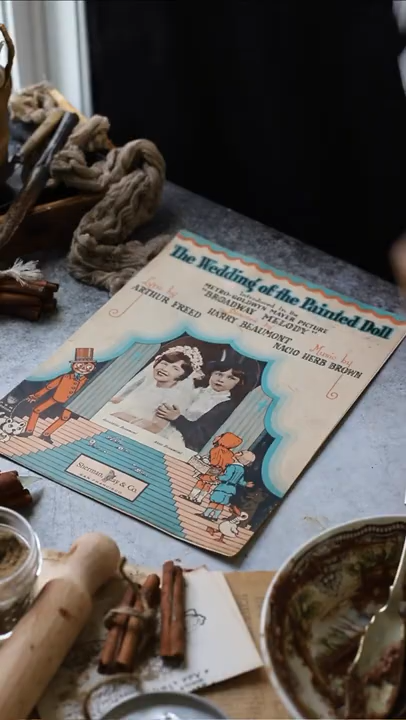 The Wedding of the Painted Doll
introduced in the
METRO-GOLDWYN-MAYER PICTURE
"BROADWAY MELODY"
Lyric by
ARTHUR FREED
HARRY BEAUMONT
Music by
NACIO HERB BROWN
Sherman, Clay & Co.